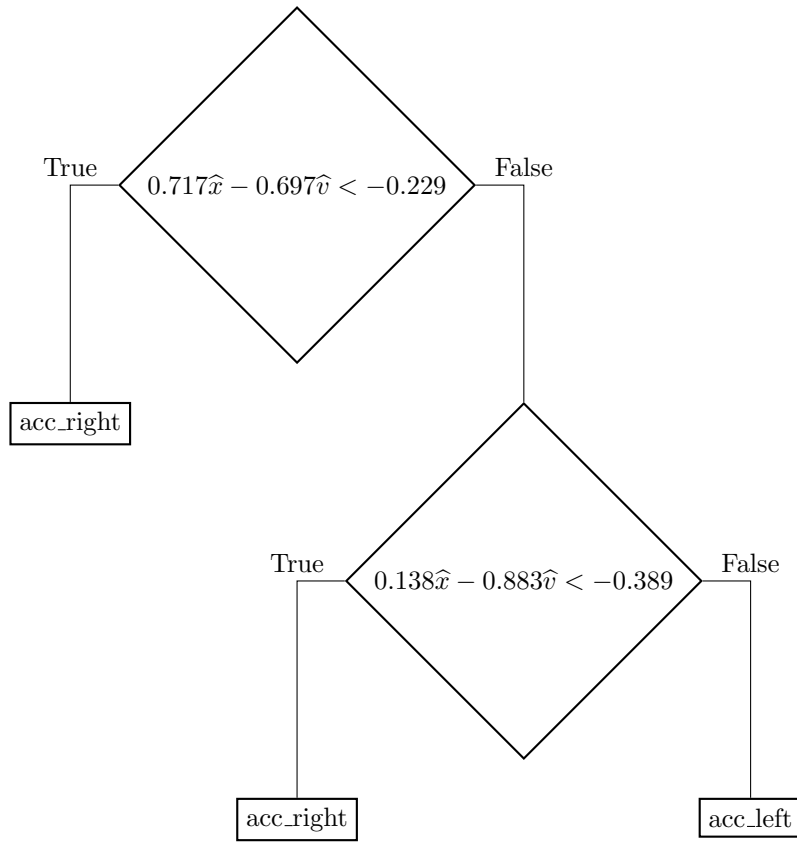 True
False
0.717x̂ − 0.697v̂ < −0.229
acc_right
True
False
0.138x̂ − 0.883v̂ < −0.389
acc_right
acc_left